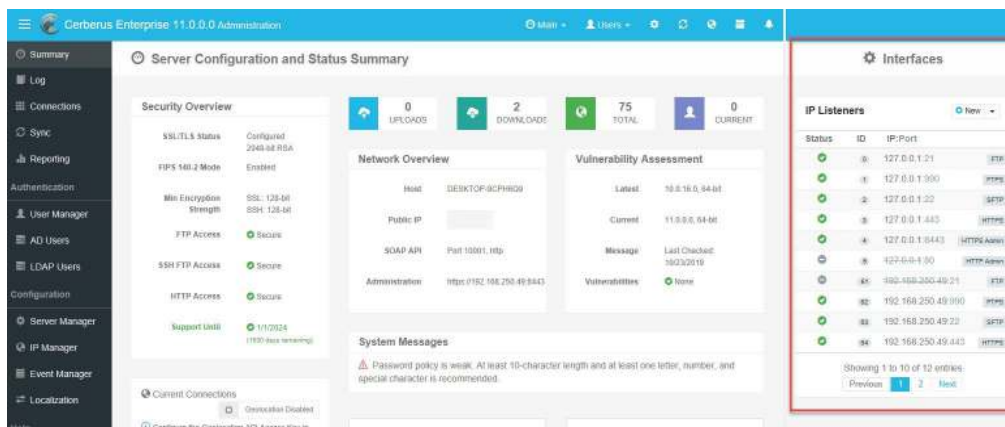 Cerberus Enterprise 11.0.0.0 Administration
Main
Users
Summary
Log
Connections
Sync
Reporting
Authentication
User Manager
AD Users
LDAP Users
Configuration
Server Manager
IP Manager
Event Manager
Localization
Server Configuration and Status Summary
Security Overview
SSL/TLS Status Configured
2048-bit RSA
FIPS 140-2 Mode Enabled
Min Encryption Strength SSL: 128-bit
SSH: 128-bit
FTP Access Secure
SSH FTP Access Secure
HTTP Access Secure
Support Until 1/1/2024
Current Connections
Geolocation Disabled
0 UPLOADS
2 DOWNLOADS
75 TOTAL
0 CURRENT
Network Overview
Host
Public IP
SOAP API Port 10001, http
Administration https://192.168.250.49:8443
Vulnerability Assessment
Latest 10.0.16.0, 64-bit
Current 11.0.0.0, 64-bit
Message Last Checked:
10/23/2019
Vulnerabilities None
System Messages
Password policy is weak. At least 10-character length and at least one letter, number, and
special character is recommended.
Interfaces
IP Listeners New
Status ID IP:Port
0 127.0.0.1:21 FTP
1 127.0.0.1:990 FTPS
2 127.0.0.1:22 SFTP
127.0.0.1:443 HTTPS
4 127.0.0.1:8443 HTTPS Admin
127.0.0.1:80 HTTP Admin
192.168.250.49:21 FTP
192.168.250.49:990 FTPS
192.168.250.49:22 SFTP
192.168.250.49:443 HTTPS
Showing 1 to 10 of 12 entries
Previous 1 2 Next